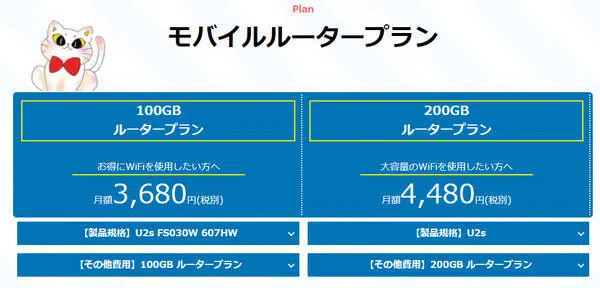 Plan
モバイルルータープラン
100GB
ルータープラン
お得にWiFiを使用したい方へ
月額3,680円(税別)
200GB
ルータープラン
大容量のWiFiを使用したい方へ
月額4,480円(税別)
【製品規格】U2s FS030W 607HW
【製品規格】U2s
【その他費用】100GB ルータープラン
【その他費用】200GB ルータープラン